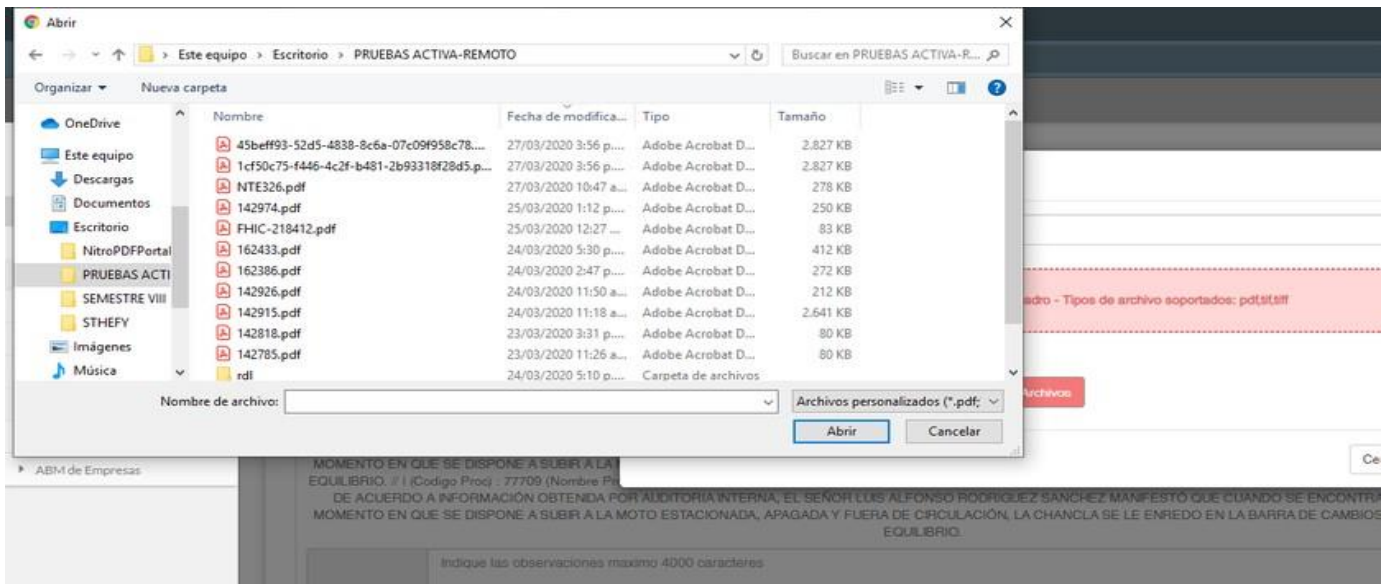 Abrir
Este equipo > Escritorio > PRUEBAS ACTIVA-REMOTO
Buscar en PRUEBAS ACTIVA-R...
Organizar
Nueva carpeta
Nombre Fecha de modifica... Tipo Tamaño
OneDrive
Este equipo
Descargas
Documentos
Escritorio
NitroPDFPortal
PRUEBAS ACTI
SEMESTRE VIII
STHEFY
Imágenes
Música
45beff93-52d5-4838-8c6a-07c09f958c78.... 27/03/2020 3:56 p.... Adobe Acrobat D... 2.827 KB
1cf50c75-f446-4c2f-b481-2b93318f28d5.p... 27/03/2020 3:56 p.... Adobe Acrobat D... 2.827 KB
NTE326.pdf 27/03/2020 10:47 a... Adobe Acrobat D... 278 KB
142974.pdf 25/03/2020 1:12 p.... Adobe Acrobat D... 250 KB
FHIC-218412.pdf 25/03/2020 12:27 ... Adobe Acrobat D... 83 KB
162433.pdf 24/03/2020 5:30 p.... Adobe Acrobat D... 412 KB
162386.pdf 24/03/2020 2:47 p.... Adobe Acrobat D... 272 KB
142926.pdf 24/03/2020 11:50 a... Adobe Acrobat D... 212 KB
142915.pdf 24/03/2020 11:18 a... Adobe Acrobat D... 2.641 KB
142818.pdf 23/03/2020 3:31 p.... Adobe Acrobat D... 80 KB
142785.pdf 23/03/2020 11:26 a... Adobe Acrobat D... 80 KB
rdl 24/03/2020 5:10 p.... Carpeta de archivos
Nombre de archivo:
Archivos personalizados (*.pdf;
Abrir
Cancelar
adro - Tipos de archivo soportados: pdf,tif,tiff
Archivos
Ce
ABM de Empresas
MOMENTO EN QUE SE DISPONE A SUBIR A LA
EQUILIBRIO. // I (Codigo Proc) : 77709 (Nombre
DE ACUERDO A INFORMACIÓN OBTENIDA POR AUDITORIA INTERNA, EL SEÑOR LUIS ALFONSO RODRIGUEZ SANCHEZ MANIFESTÓ QUE CUANDO SE ENCONTRA
MOMENTO EN QUE SE DISPONE A SUBIR A LA MOTO ESTACIONADA, APAGADA Y FUERA DE CIRCULACIÓN, LA CHANCLA SE LE ENREDO EN LA BARRA DE CAMBIOS
EQUILIBRIO.
Indique las observaciones maximo 4000 caracteres